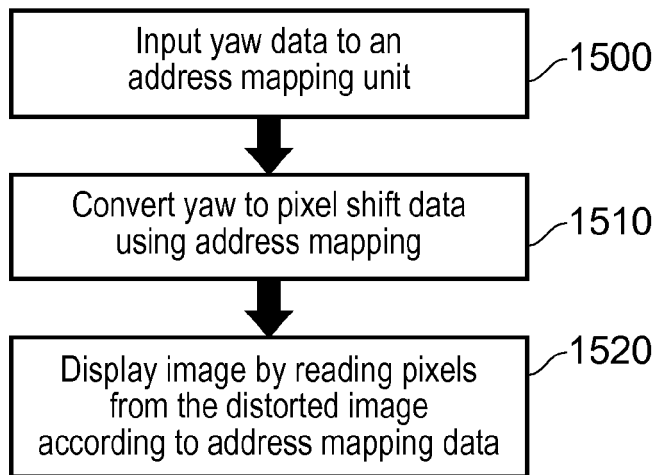 Input yaw data to an
address mapping unit
1500
Convert yaw to pixel shift data
using address mapping
1510
Display image by reading pixels
from the distorted image
according to address mapping data
1520